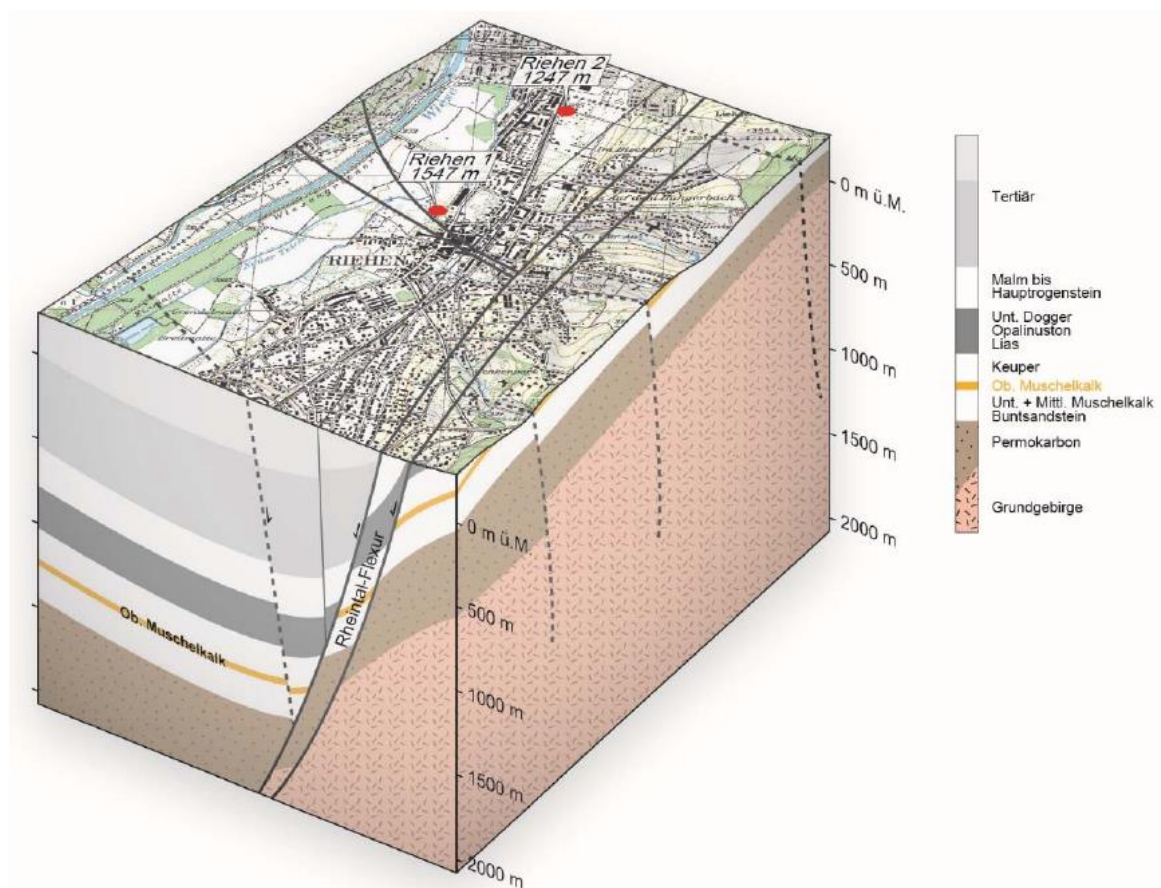 Riehen 2
1247 m
Riehen 1
1547 m
RIEHEN
Wiese
0 m ü.M.
500 m
1000 m
1500 m
2000 m
0 m ü.M.
500 m
1000 m
1500 m
2000 m
Ob. Muschelkalk
Rheintal-Flexur
Tertiär
Malm bis
Hauptrogenstein
Unt. Dogger
Opalinuston
Lias
Keuper
Ob. Muschelkalk
Unt. + Mittl. Muschelkalk
Buntsandstein
Permokarbon
Grundgebirge